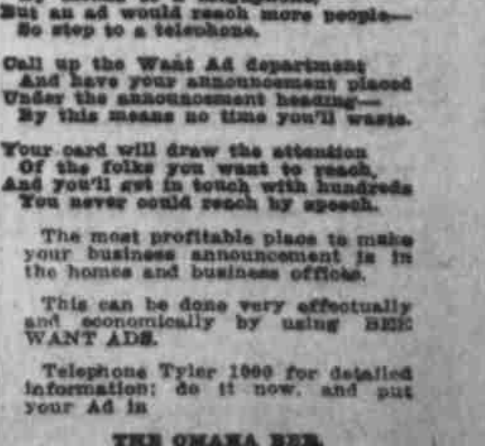 But an ad would reach more people—
So step to a telephone.
Call up the Want Ad department
And have your announcement placed
Under the announcement heading—
By this means no time you'll waste.
Your card will draw the attention
Of the folks you want to reach,
And you'll get in touch with hundreds
You never could reach by speech.
The most profitable place to make
your business announcement is in
the homes and business offices.
This can be done very effectually
and economically by using BEE
WANT ADS.
Telephone Tyler 1000 for detailed
information; do it now, and put
your Ad in
THE OMAHA BEE.